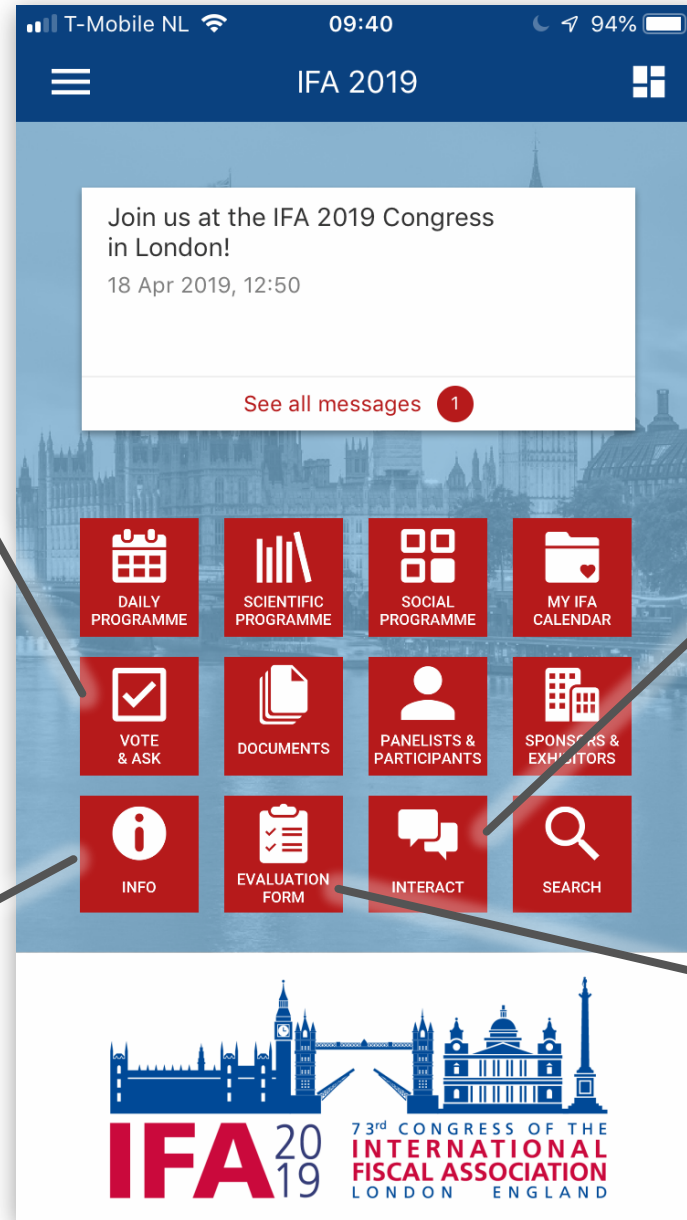 T-Mobile NL 09:40 94%
IFA 2019
Join us at the IFA 2019 Congress
in London!
18 Apr 2019, 12:50
See all messages 1
DAILY
PROGRAMME
SCIENTIFIC
PROGRAMME
SOCIAL
PROGRAMME
MY IFA
CALENDAR
VOTE
& ASK
DOCUMENTS
PANELISTS &
PARTICIPANTS
SPONSORS &
EXHIBITORS
INFO
EVALUATION
FORM
INTERACT
SEARCH
IFA 20
19
73rd CONGRESS OF THE
INTERNATIONAL
FISCAL ASSOCIATION
LONDON ENGLAND